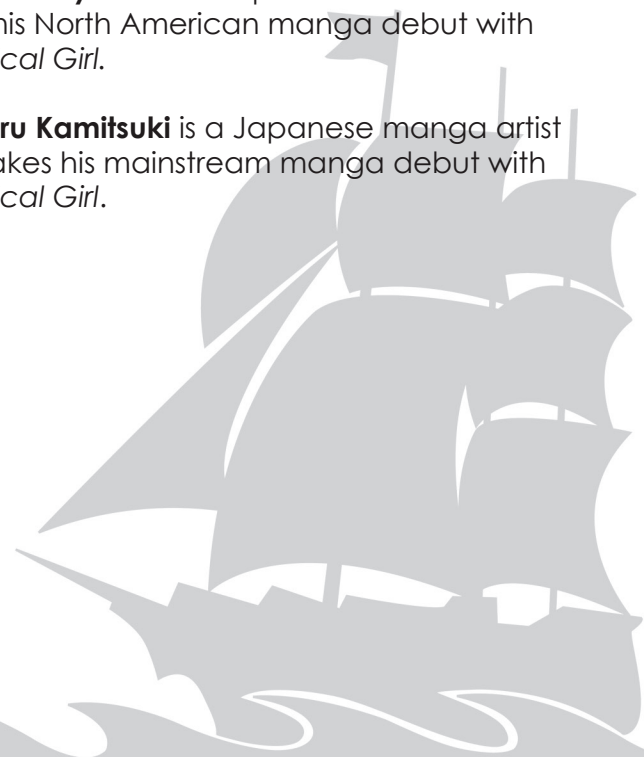 his North American manga debut with
cal Girl.
ru Kamitsuki is a Japanese manga artist
akes his mainstream manga debut with
cal Girl.